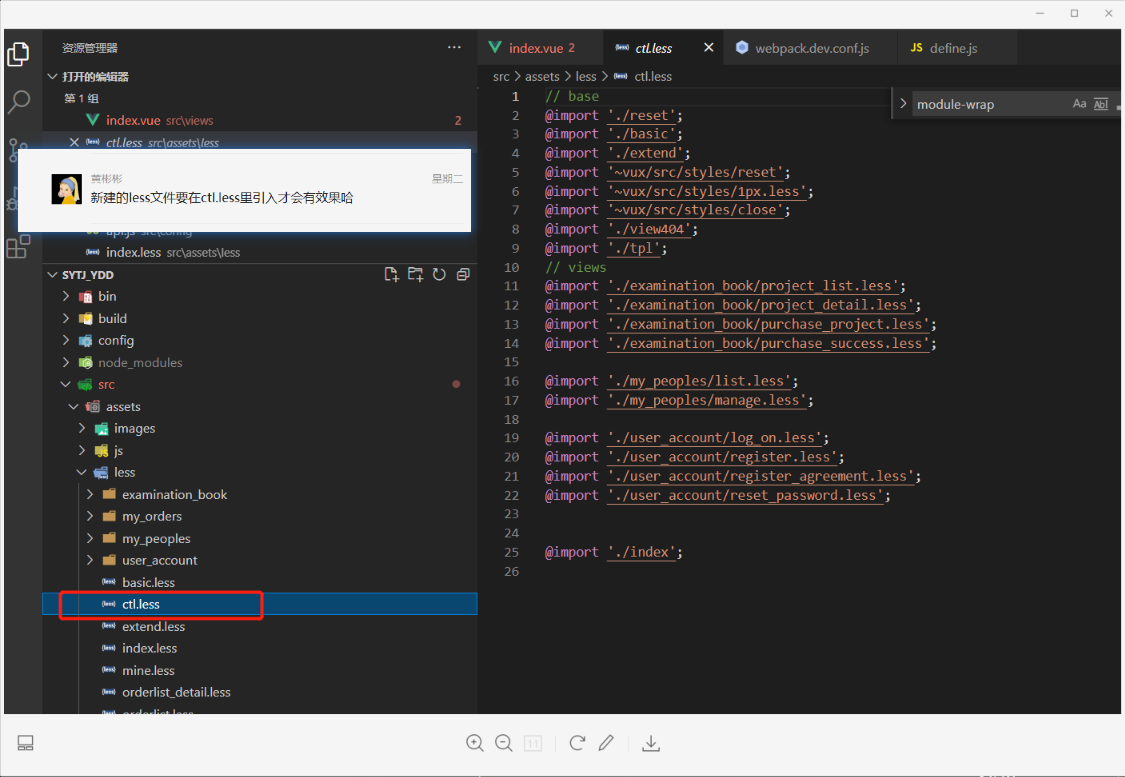 资源管理器
打开的编辑器
第 1 组
index.vue src\views 2
ctl.less src\assets\less
黄彬彬
星期二
新建的less文件要在ctl.less里引入才会有效果哈
api.js src\config
index.less src\assets\less
SYTJ_YDD
bin
build
config
node_modules
src
assets
images
js
less
examination_book
my_orders
my_peoples
user_account
basic.less
ctl.less
extend.less
index.less
mine.less
orderlist_detail.less
orderlist.less
index.vue 2
ctl.less
webpack.dev.conf.js
JS define.js
src > assets > less > ctl.less
module-wrap Aa Abl
1 // base
2 @import './reset';
3 @import './basic';
4 @import './extend';
5 @import '~vux/src/styles/reset';
6 @import '~vux/src/styles/1px.less';
7 @import '~vux/src/styles/close';
8 @import './view404';
9 @import './tpl';
10 // views
11 @import './examination_book/project_list.less';
12 @import './examination_book/project_detail.less';
13 @import './examination_book/purchase_project.less';
14 @import './examination_book/purchase_success.less';
15
16 @import './my_peoples/list.less';
17 @import './my_peoples/manage.less';
18
19 @import './user_account/log_on.less';
20 @import './user_account/register.less';
21 @import './user_account/register_agreement.less';
22 @import './user_account/reset_password.less';
23
24
25 @import './index';
26
1:1